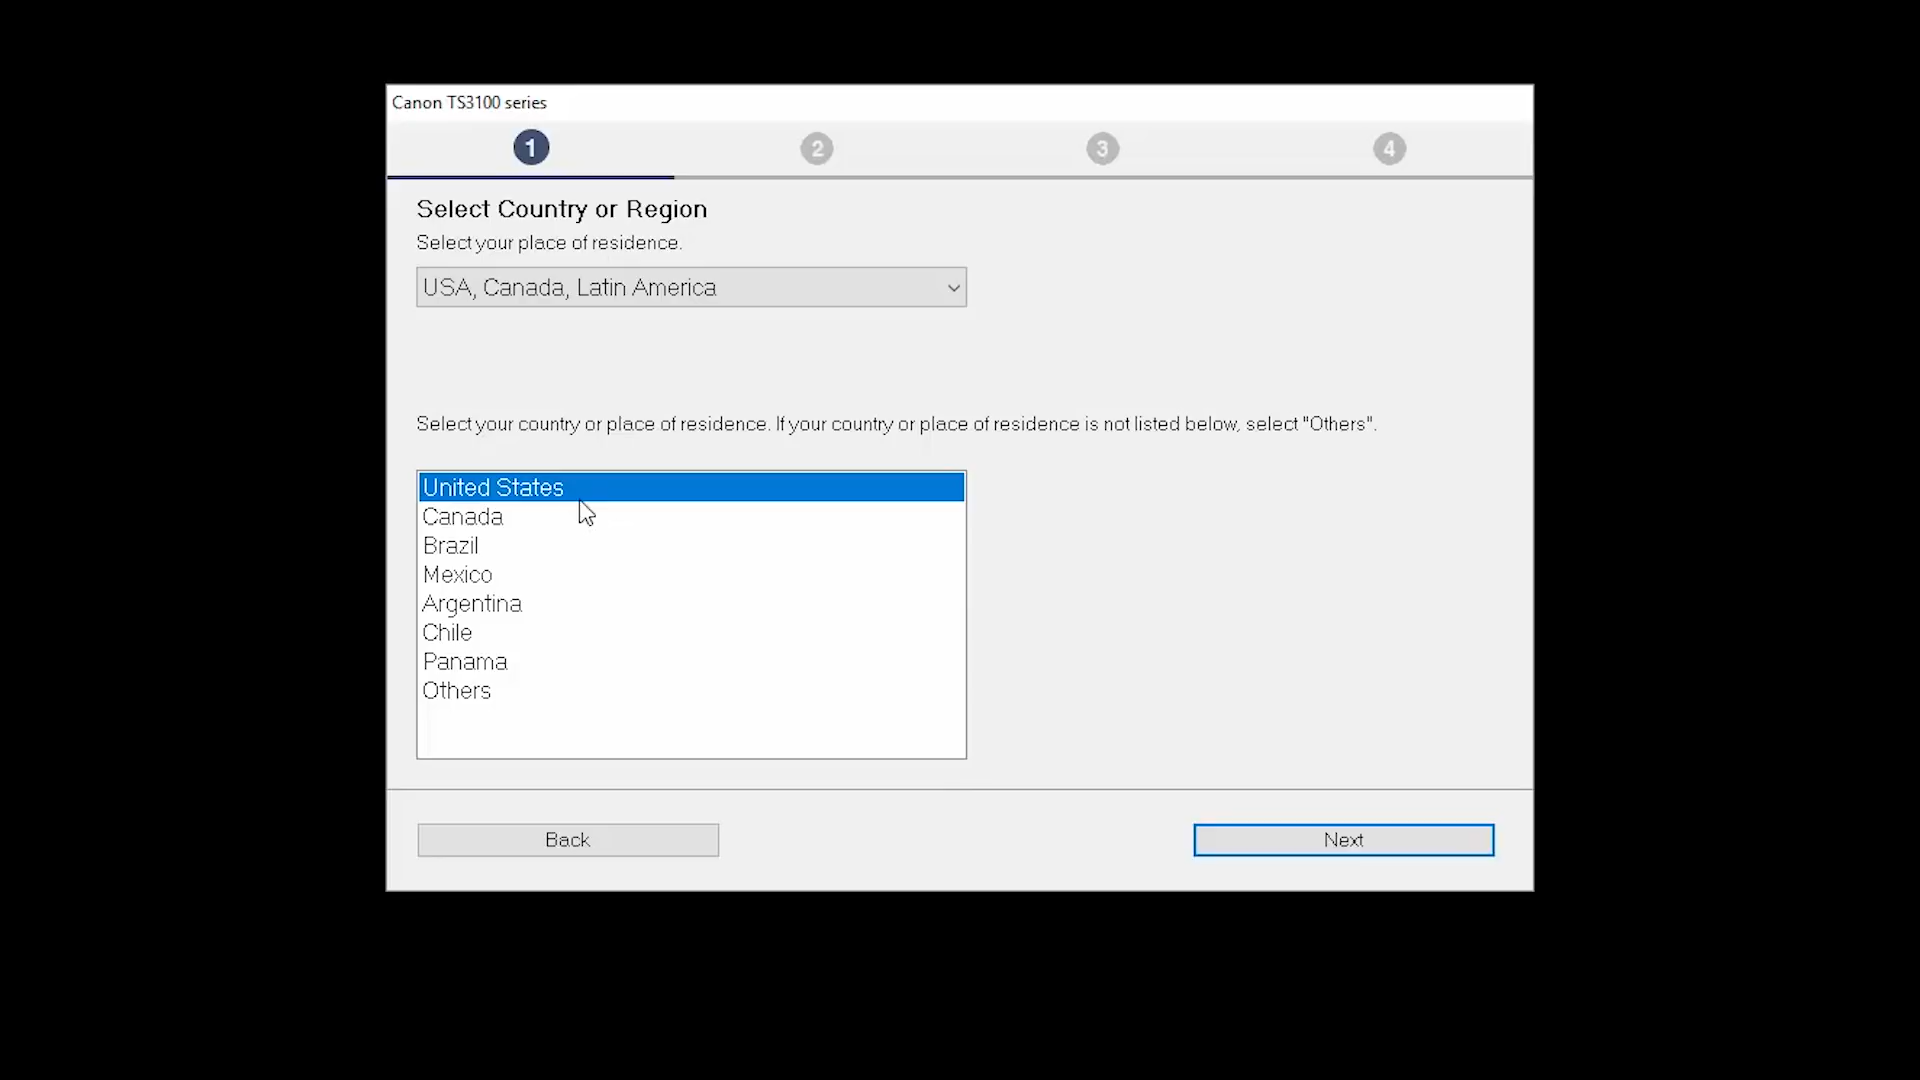 Canon TS3100 series
1
2
3
4
Select Country or Region
Select your place of residence.
USA, Canada, Latin America
Select your country or place of residence. If your country or place of residence is not listed below, select "Others".
United States
Canada
Brazil
Mexico
Argentina
Chile
Panama
Others
Back
Next